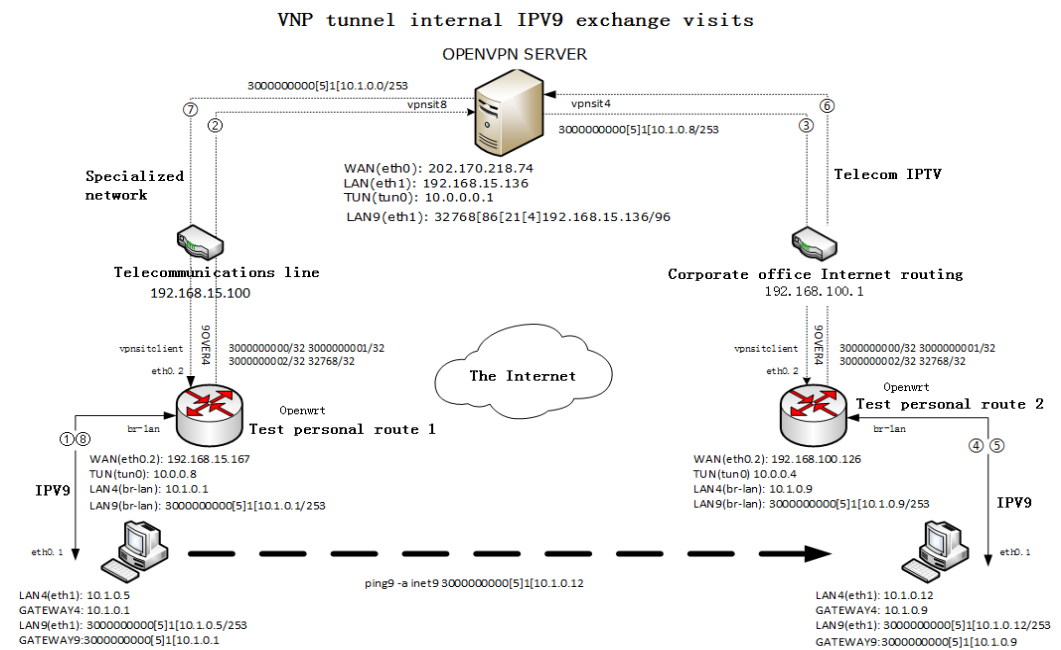 VNP tunnel internal IPV9 exchange visits
OPENVPN SERVER
3000000000[5]1[10.1.0.0/253
⑦
②
vpnsit8
vpnsit4
⑥
③
3000000000[5]1[10.1.0.8/253
WAN(eth0): 202.170.218.74
LAN(eth1): 192.168.15.136
TUN(tun0): 10.0.0.0.1
LAN9(eth1): 32768[86[21[4]192.168.15.136/96
Specialized
network
Telecom IPTV
Telecommunications line
192.168.15.100
Corporate office Internet routing
192.168.100.1
vpnsitclient
9OVER4
3000000000/32 3000000001/32
3000000002/32 32768/32
eth0.2
vpnsitclient
9OVER4
3000000000/32 3000000001/32
3000000002/32 32768/32
eth0.2
The Internet
Openwrt
Test personal route 1
br-lan
①⑧
Openwrt
Test personal route 2
br-lan
④ ⑤
WAN(eth0.2): 192.168.15.167
TUN(tun0): 10.0.0.8
LAN4(br-lan): 10.1.0.1
LAN9(br-lan): 3000000000[5]1[10.1.0.1/253
WAN(eth0.2): 192.168.100.126
TUN(tun0) 10.0.0.4
LAN4(br-lan): 10.1.0.9
LAN9(br-lan): 3000000000[5]1[10.1.0.9/253
IPV9
IPV9
eth0.1
eth0.1
ping9 -a inet9 3000000000[5]1[10.1.0.12
LAN4(eth1): 10.1.0.5
GATEWAY4: 10.1.0.1
LAN9(eth1): 3000000000[5]1[10.1.0.5/253
GATEWAY9:3000000000[5]1[10.1.0.1
LAN4(eth1): 10.1.0.12
GATEWAY4: 10.1.0.9
LAN9(eth1): 3000000000[5]1[10.1.0.12/253
GATEWAY9:3000000000[5]1[10.1.0.9